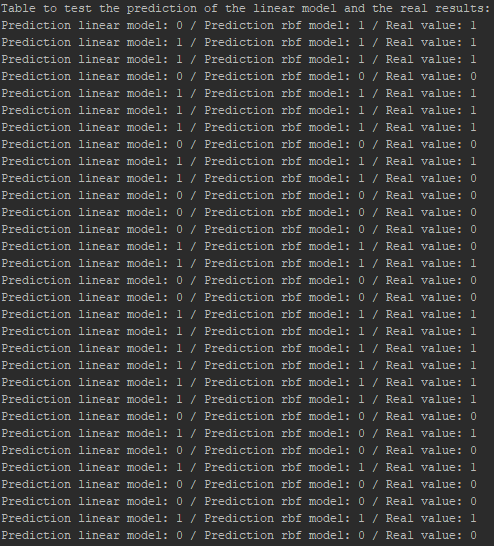 Table to test the prediction of the linear model and the real results:
Prediction linear model: 0 / Prediction rbf model: 1 / Real value: 1
Prediction linear model: 1 / Prediction rbf model: 1 / Real value: 1
Prediction linear model: 1 / Prediction rbf model: 1 / Real value: 1
Prediction linear model: 0 / Prediction rbf model: 0 / Real value: 0
Prediction linear model: 1 / Prediction rbf model: 1 / Real value: 1
Prediction linear model: 1 / Prediction rbf model: 1 / Real value: 1
Prediction linear model: 1 / Prediction rbf model: 1 / Real value: 1
Prediction linear model: 0 / Prediction rbf model: 0 / Real value: 0
Prediction linear model: 1 / Prediction rbf model: 1 / Real value: 1
Prediction linear model: 1 / Prediction rbf model: 1 / Real value: 0
Prediction linear model: 0 / Prediction rbf model: 0 / Real value: 0
Prediction linear model: 0 / Prediction rbf model: 0 / Real value: 0
Prediction linear model: 0 / Prediction rbf model: 0 / Real value: 0
Prediction linear model: 1 / Prediction rbf model: 1 / Real value: 0
Prediction linear model: 1 / Prediction rbf model: 1 / Real value: 1
Prediction linear model: 0 / Prediction rbf model: 0 / Real value: 0
Prediction linear model: 0 / Prediction rbf model: 0 / Real value: 0
Prediction linear model: 1 / Prediction rbf model: 1 / Real value: 1
Prediction linear model: 1 / Prediction rbf model: 1 / Real value: 1
Prediction linear model: 1 / Prediction rbf model: 1 / Real value: 1
Prediction linear model: 1 / Prediction rbf model: 1 / Real value: 1
Prediction linear model: 1 / Prediction rbf model: 1 / Real value: 1
Prediction linear model: 1 / Prediction rbf model: 1 / Real value: 1
Prediction linear model: 0 / Prediction rbf model: 0 / Real value: 0
Prediction linear model: 1 / Prediction rbf model: 0 / Real value: 1
Prediction linear model: 0 / Prediction rbf model: 0 / Real value: 0
Prediction linear model: 1 / Prediction rbf model: 1 / Real value: 1
Prediction linear model: 0 / Prediction rbf model: 0 / Real value: 0
Prediction linear model: 0 / Prediction rbf model: 0 / Real value: 0
Prediction linear model: 1 / Prediction rbf model: 1 / Real value: 1
Prediction linear model: 0 / Prediction rbf model: 0 / Real value: 0